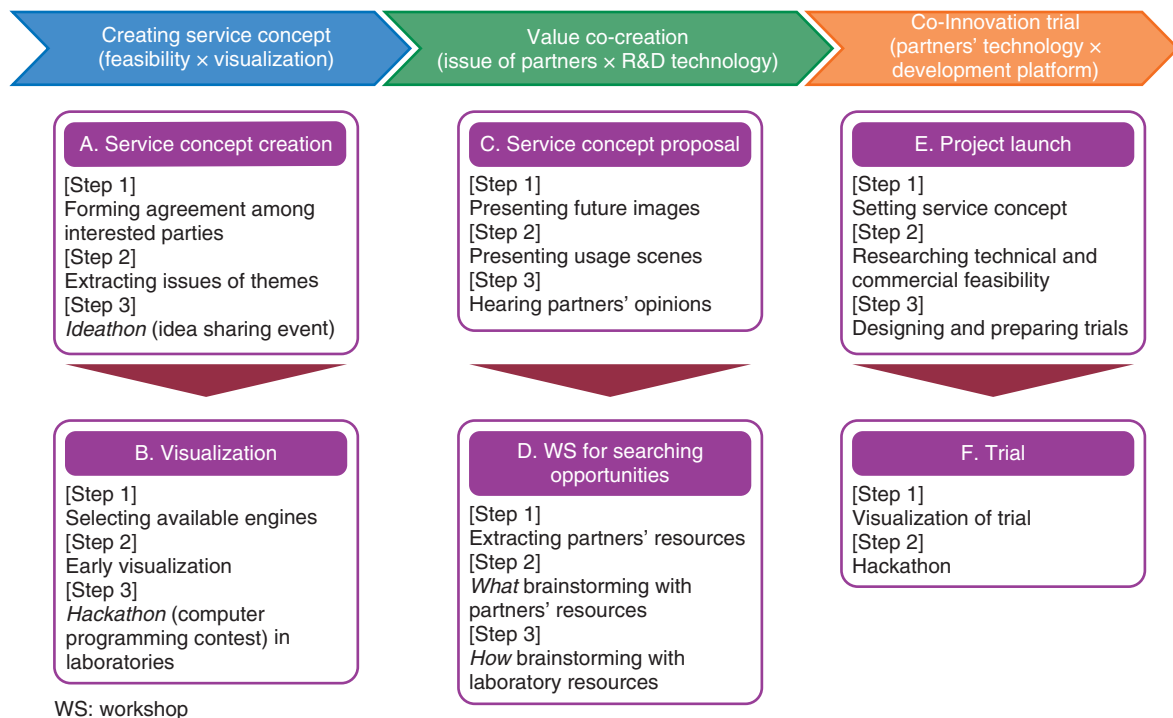 Creating service concept
(feasibility × visualization)
Value co-creation
(issue of partners × R&D technology)
Co-Innovation trial
(partners’ technology ×
development platform)
A. Service concept creation
[Step 1]
Forming agreement among
interested parties
[Step 2]
Extracting issues of themes
[Step 3]
Ideathon (idea sharing event)
B. Visualization
[Step 1]
Selecting available engines
[Step 2]
Early visualization
[Step 3]
Hackathon (computer
programming contest) in
laboratories
C. Service concept proposal
[Step 1]
Presenting future images
[Step 2]
Presenting usage scenes
[Step 3]
Hearing partners’ opinions
D. WS for searching
opportunities
[Step 1]
Extracting partners’ resources
[Step 2]
What brainstorming with
partners’ resources
[Step 3]
How brainstorming with
laboratory resources
E. Project launch
[Step 1]
Setting service concept
[Step 2]
Researching technical and
commercial feasibility
[Step 3]
Designing and preparing trials
F. Trial
[Step 1]
Visualization of trial
[Step 2]
Hackathon
WS: workshop